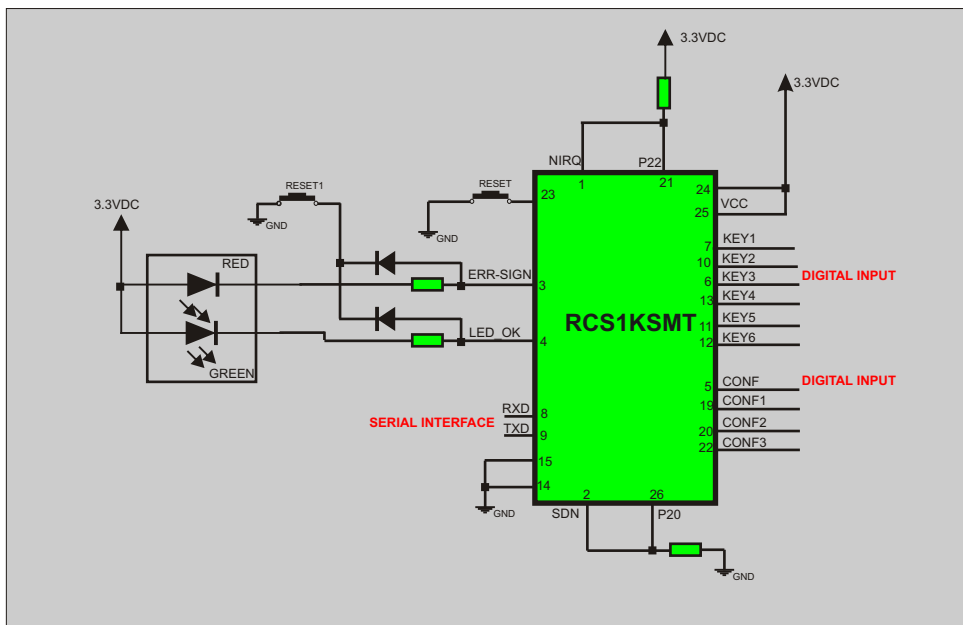 3.3VDC
3.3VDC
NIRQ
P22
1
21
RESET1
RESET
23
24
GND
GND
VCC
25
3.3VDC
7
KEY1
RED
10
KEY2
ERR-SIGN
3
6
KEY3
DIGITAL INPUT
13
KEY4
RCS1KSMT
LED_OK
4
11
KEY5
12
KEY6
GREEN
5
CONF
DIGITAL INPUT
19
CONF1
SERIAL INTERFACE
RXD
8
TXD
9
20
CONF2
22
CONF3
15
14
GND
2
26
SDN
P20
GND